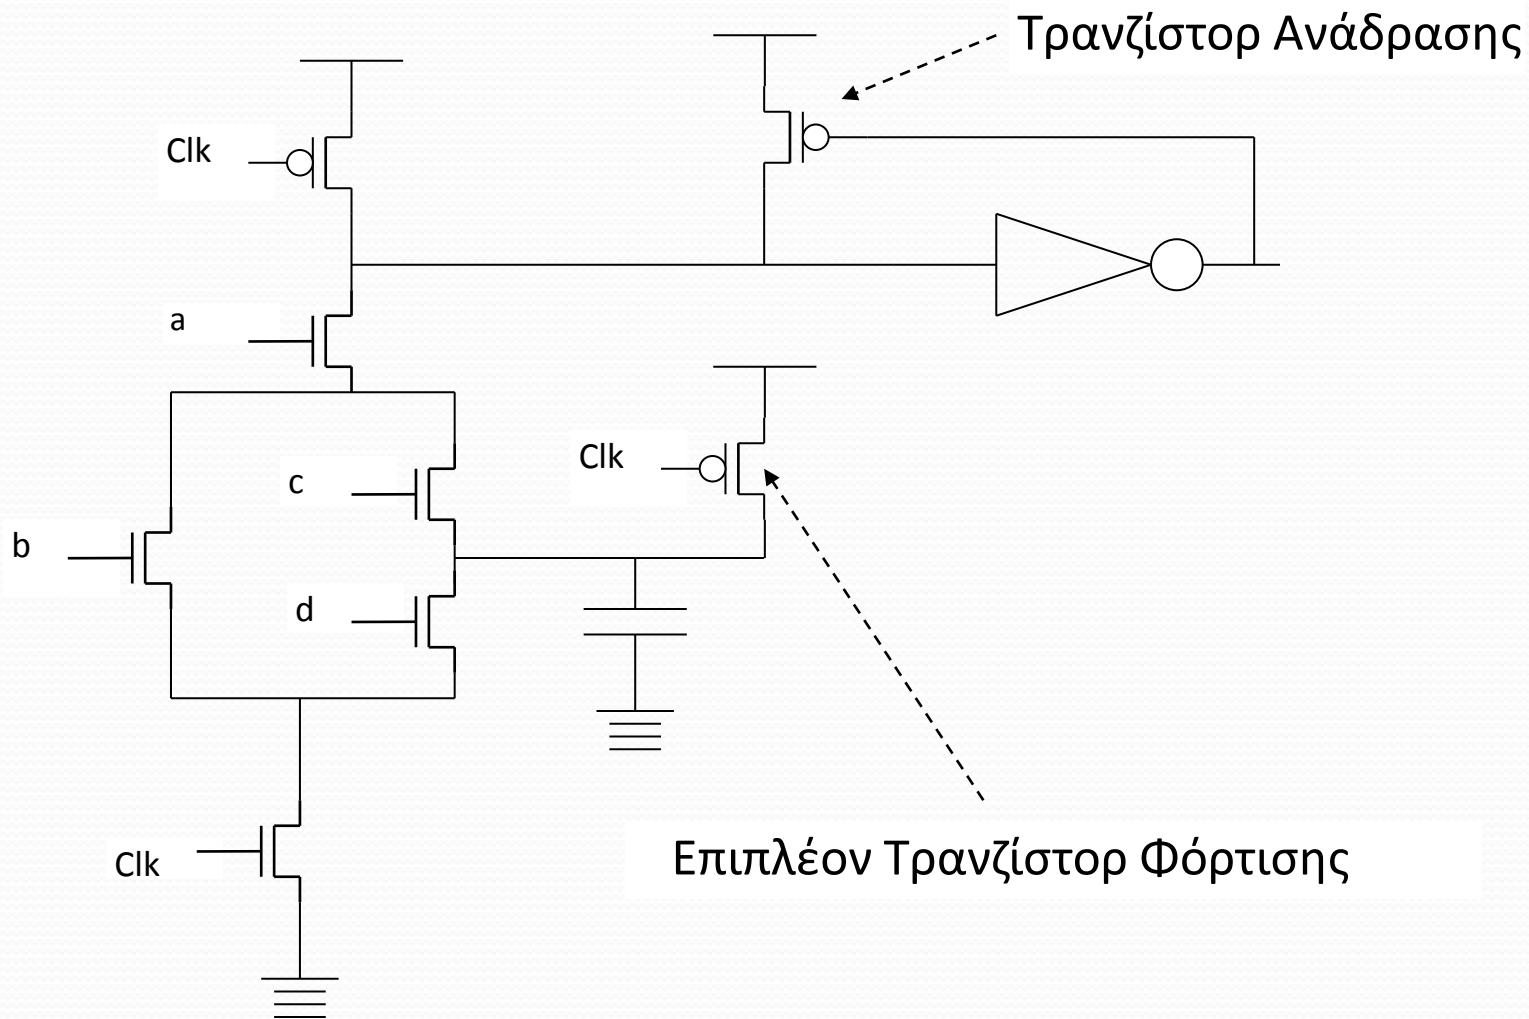 Τρανζίστορ Ανάδρασης
Clk
a
Clk
c
b
d
Επιπλέον Τρανζίστορ Φόρτισης
Clk